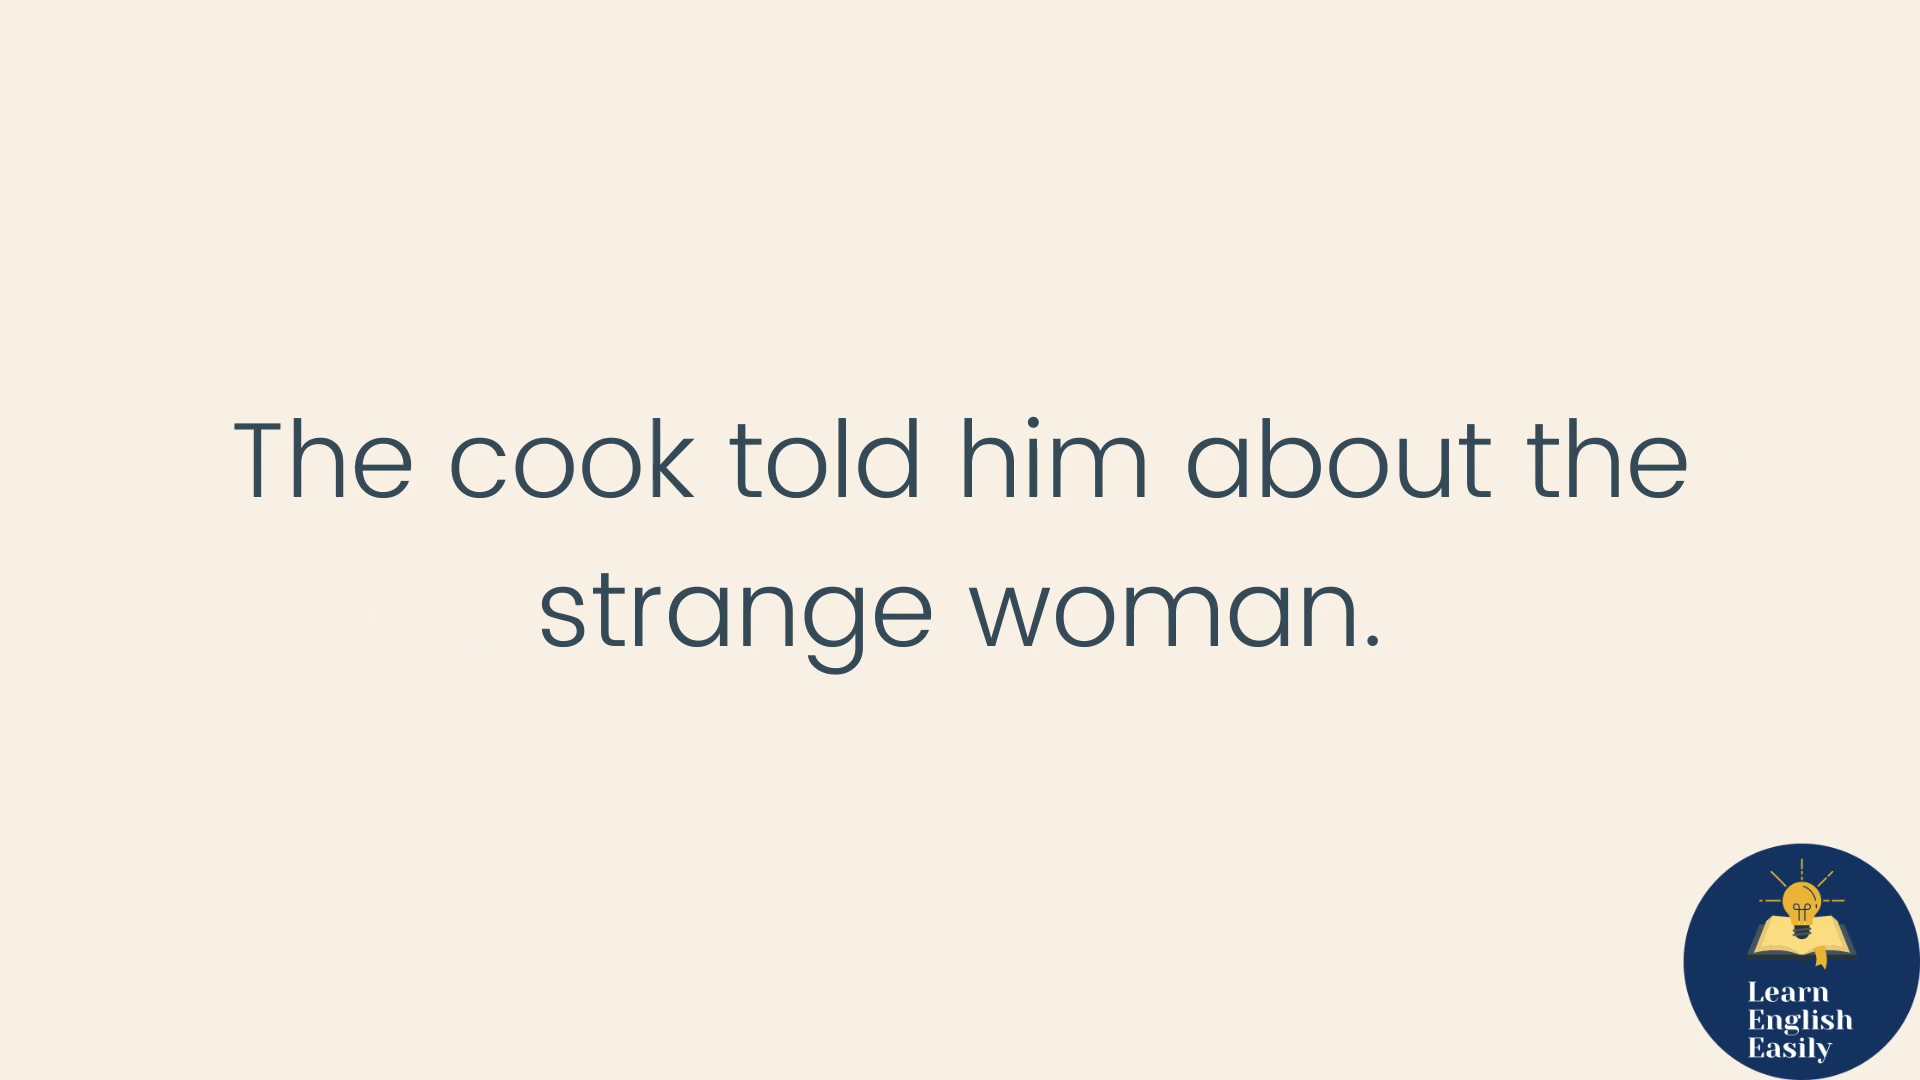 The cook told him about the
strange woman.
Learn
English
Easily